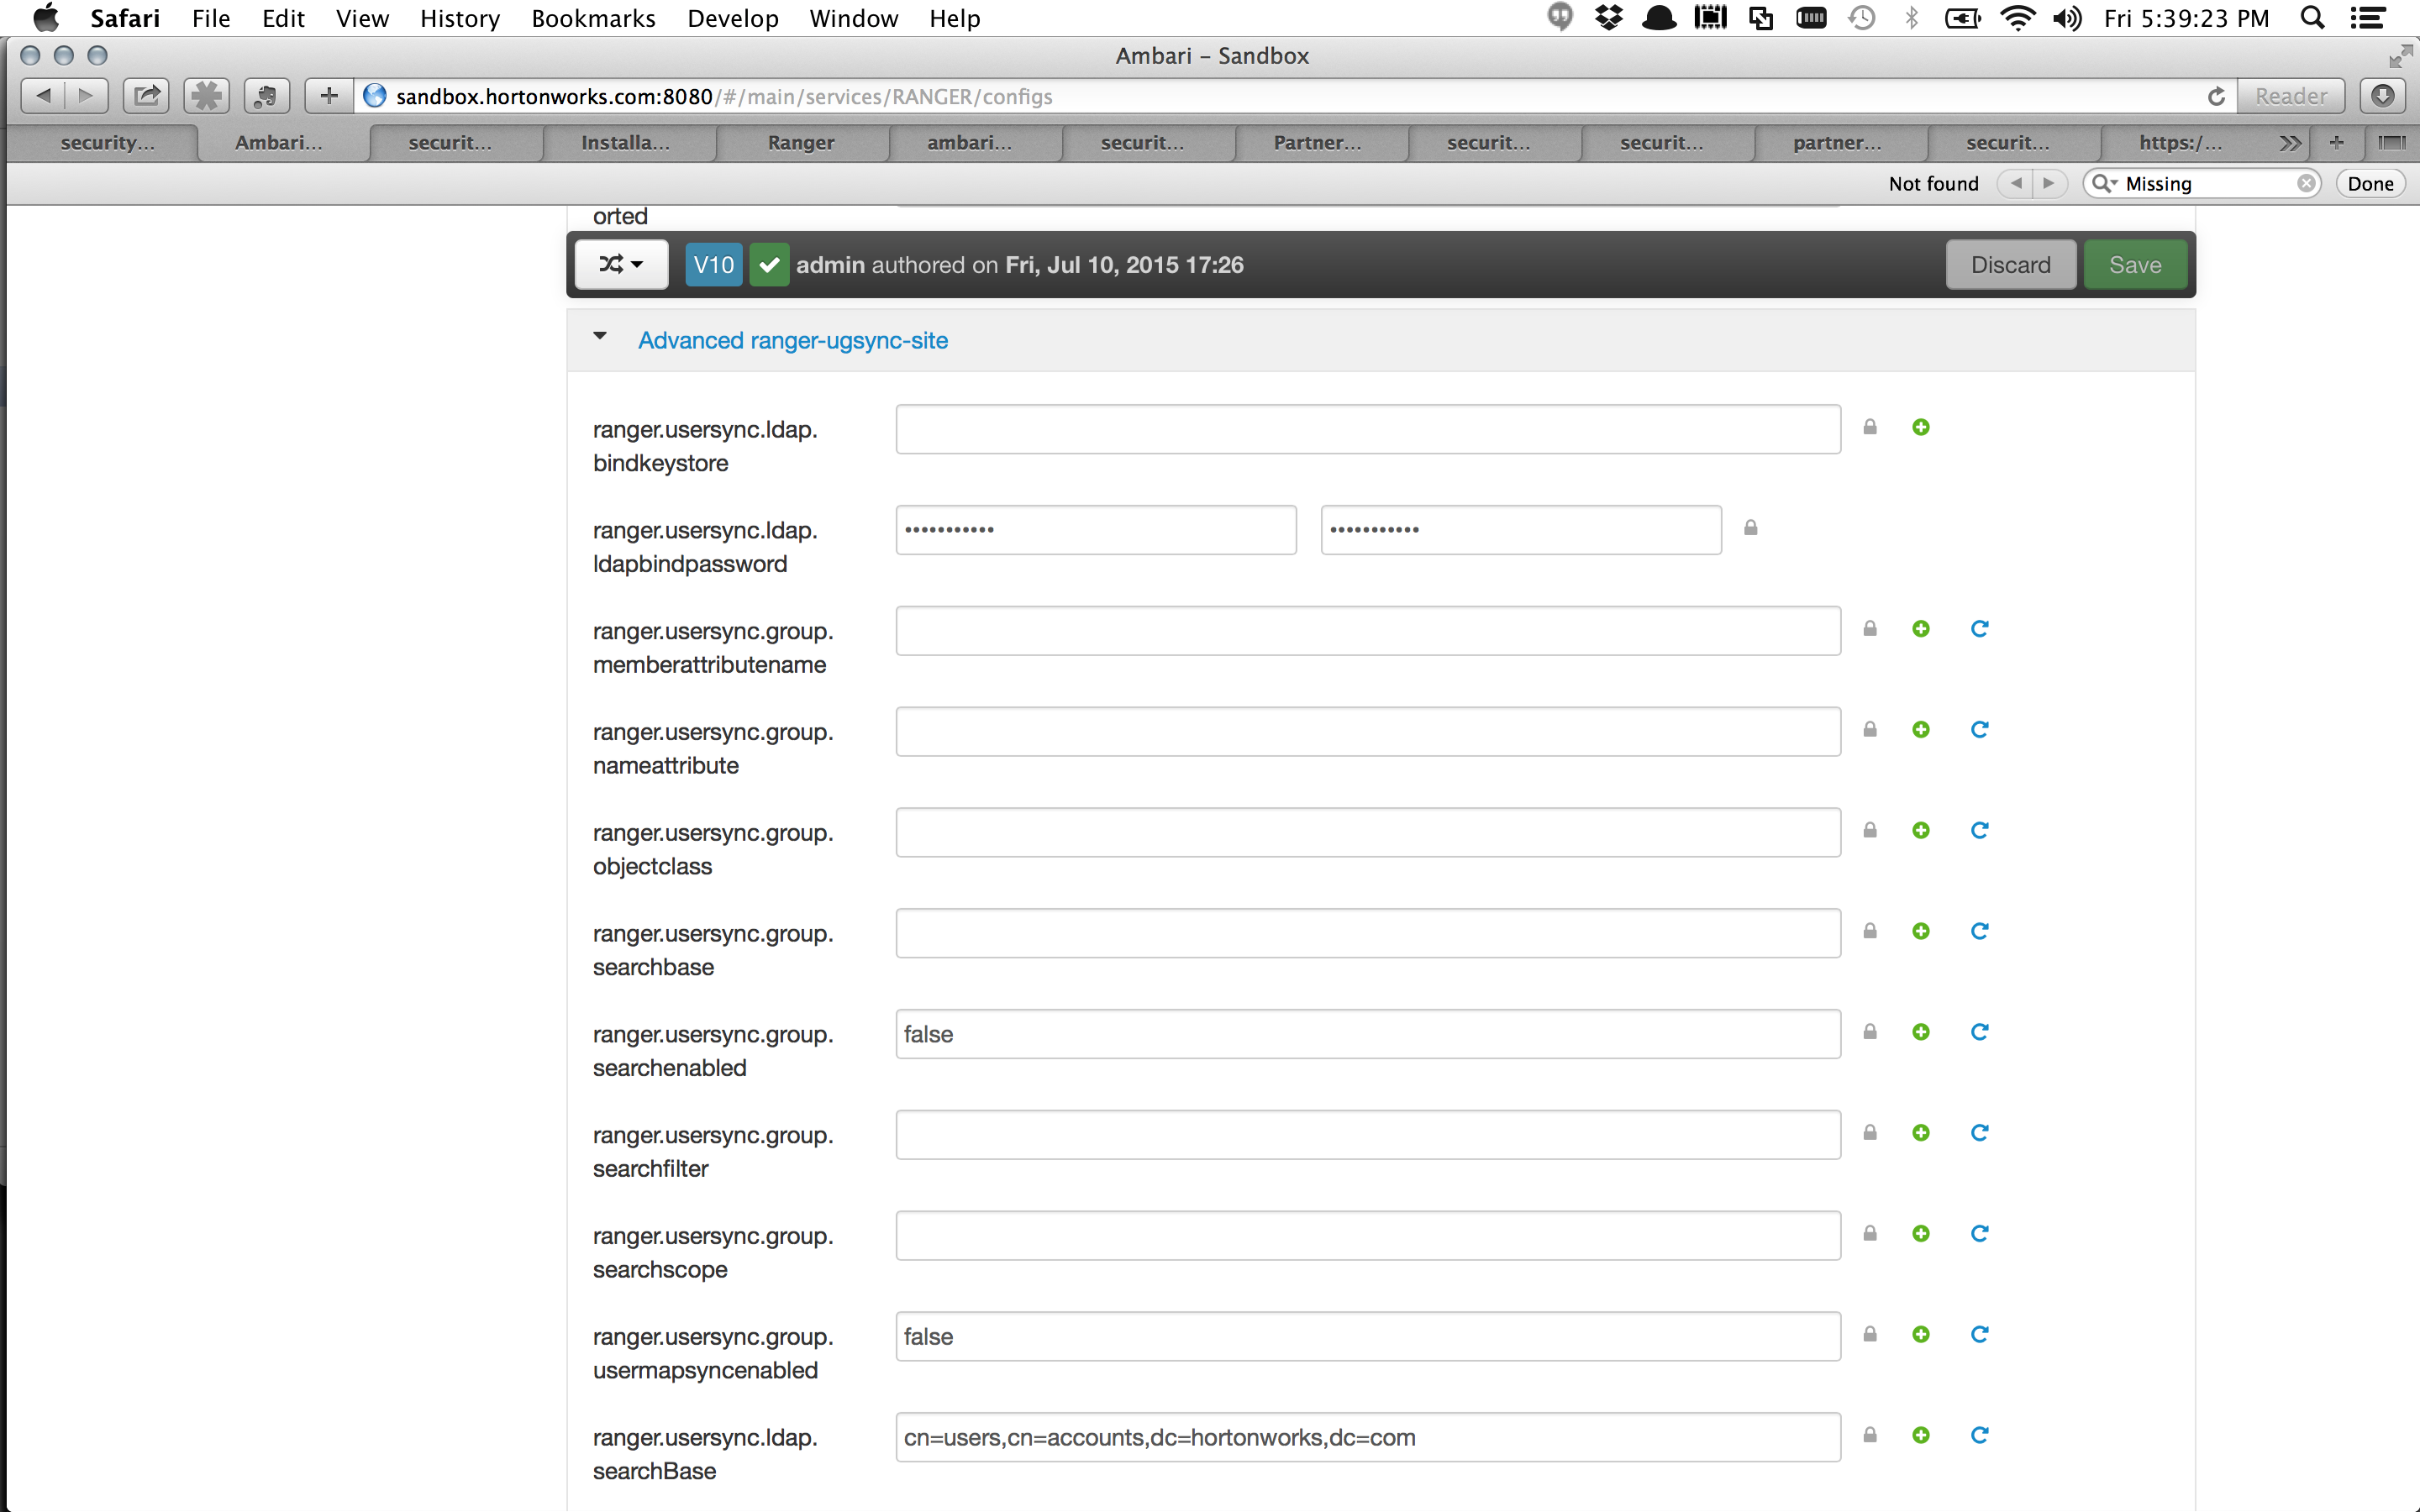 Safari File Edit View History Bookmarks Develop Window Help Fri 5:39:23 PM
Ambari – Sandbox
sandbox.hortonworks.com:8080/#/main/services/RANGER/configs Reader
security... Ambari... securit... Installa... Ranger ambari... securit... Partner... securit... securit... partner... securit... https:/...
Not found Missing Done
orted
V10 admin authored on Fri, Jul 10, 2015 17:26 Discard Save
Advanced ranger-ugsync-site
ranger.usersync.ldap.
bindkeystore
ranger.usersync.ldap. ••••••••••• •••••••••••
ldapbindpassword
ranger.usersync.group.
memberattributename
ranger.usersync.group.
nameattribute
ranger.usersync.group.
objectclass
ranger.usersync.group.
searchbase
ranger.usersync.group. false
searchenabled
ranger.usersync.group.
searchfilter
ranger.usersync.group.
searchscope
ranger.usersync.group. false
usermapsyncenabled
ranger.usersync.ldap. cn=users,cn=accounts,dc=hortonworks,dc=com
searchBase